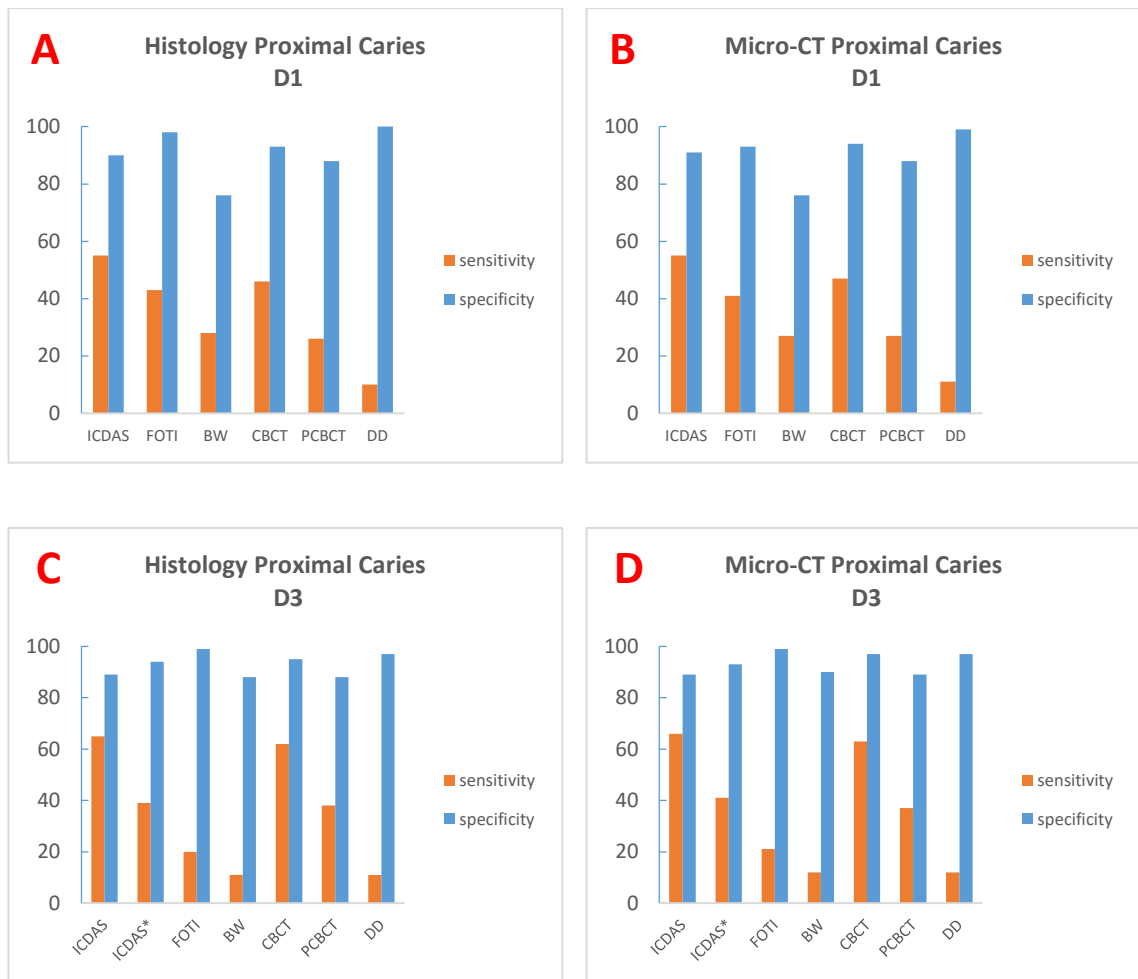 A
Histology Proximal Caries
D1
100
80
60
40
20
0
ICDAS FOTI BW CBCT PCBCT DD
sensitivity
specificity
B
Micro-CT Proximal Caries
D1
100
80
60
40
20
0
ICDAS FOTI BW CBCT PCBCT DD
sensitivity
specificity
C
Histology Proximal Caries
D3
100
80
60
40
20
0
ICDAS ICDAS* FOTI BW CBCT PCBCT DD
sensitivity
specificity
D
Micro-CT Proximal Caries
D3
100
80
60
40
20
0
ICDAS ICDAS* FOTI BW CBCT PCBCT DD
sensitivity
specificity